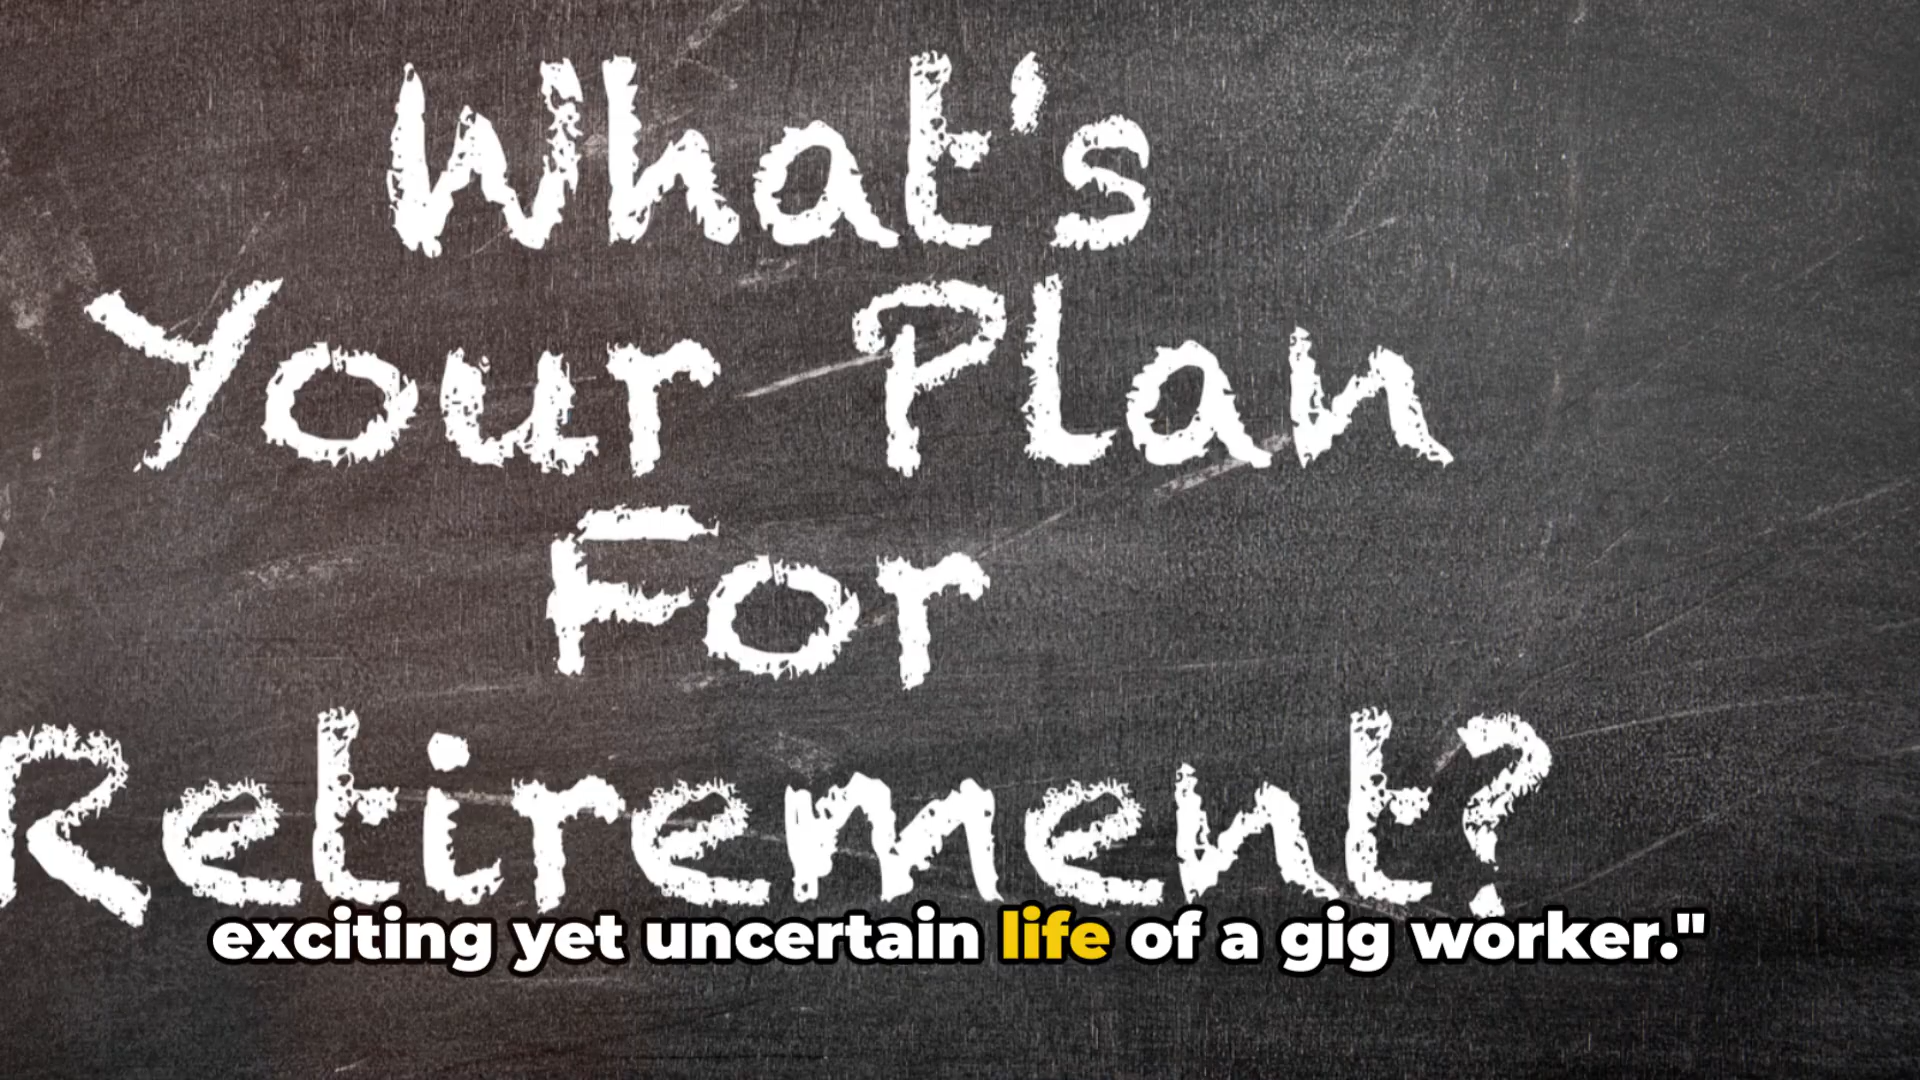 What's
Your Plan
For
Retirement?
exciting yet uncertain life of a gig worker."